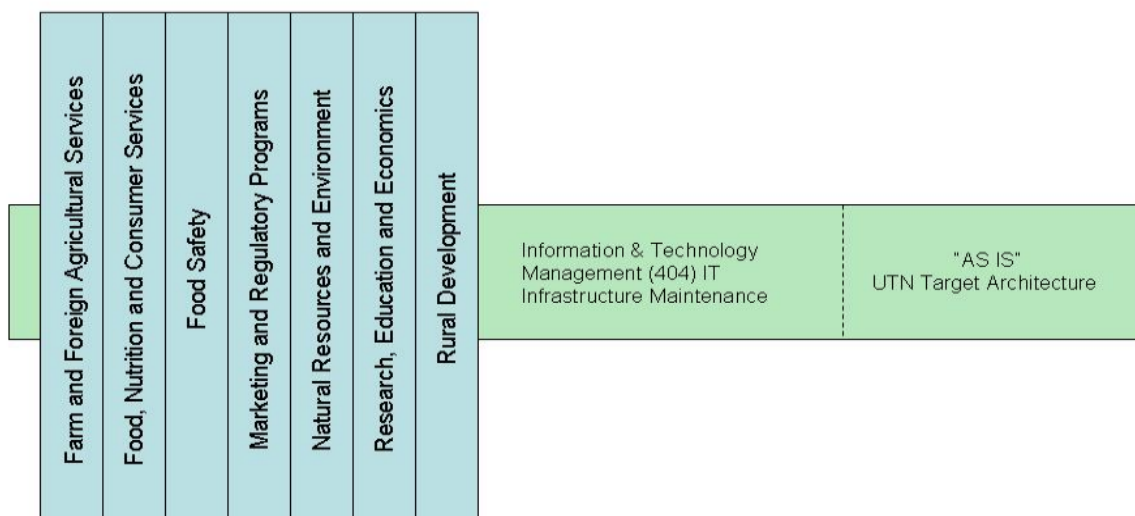 Farm and Foreign Agricultural Services
Food, Nutrition and Consumer Services
Food Safety
Marketing and Regulatory Programs
Natural Resources and Environment
Research, Education and Economics
Rural Development
Information & Technology
Management (404) IT
Infrastructure Maintenance
"AS IS"
UTN Target Architecture